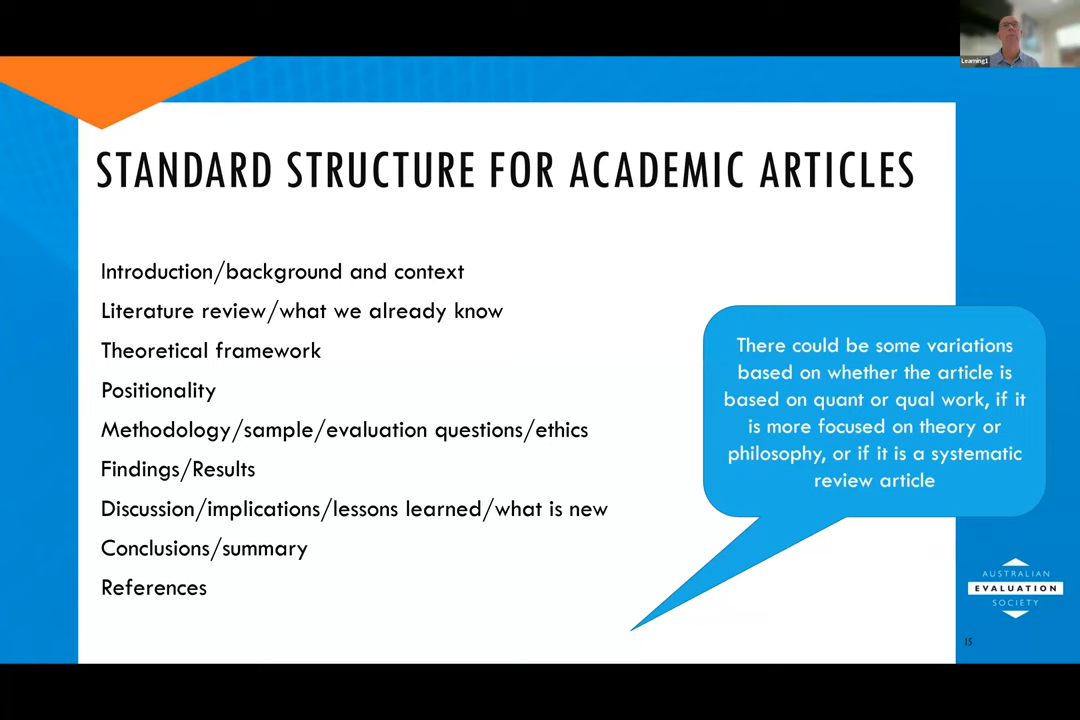 Learning1
STANDARD STRUCTURE FOR ACADEMIC ARTICLES
Introduction/background and context
Literature review/what we already know
Theoretical framework
Positionality
Methodology/sample/evaluation questions/ethics
Findings/Results
Discussion/implications/lessons learned/what is new
Conclusions/summary
References
There could be some variations
based on whether the article is
based on quant or qual work, if it
is more focused on theory or
philosophy, or if it is a systematic
review article
AUSTRALIAN
EVALUATION
SOCIETY
15